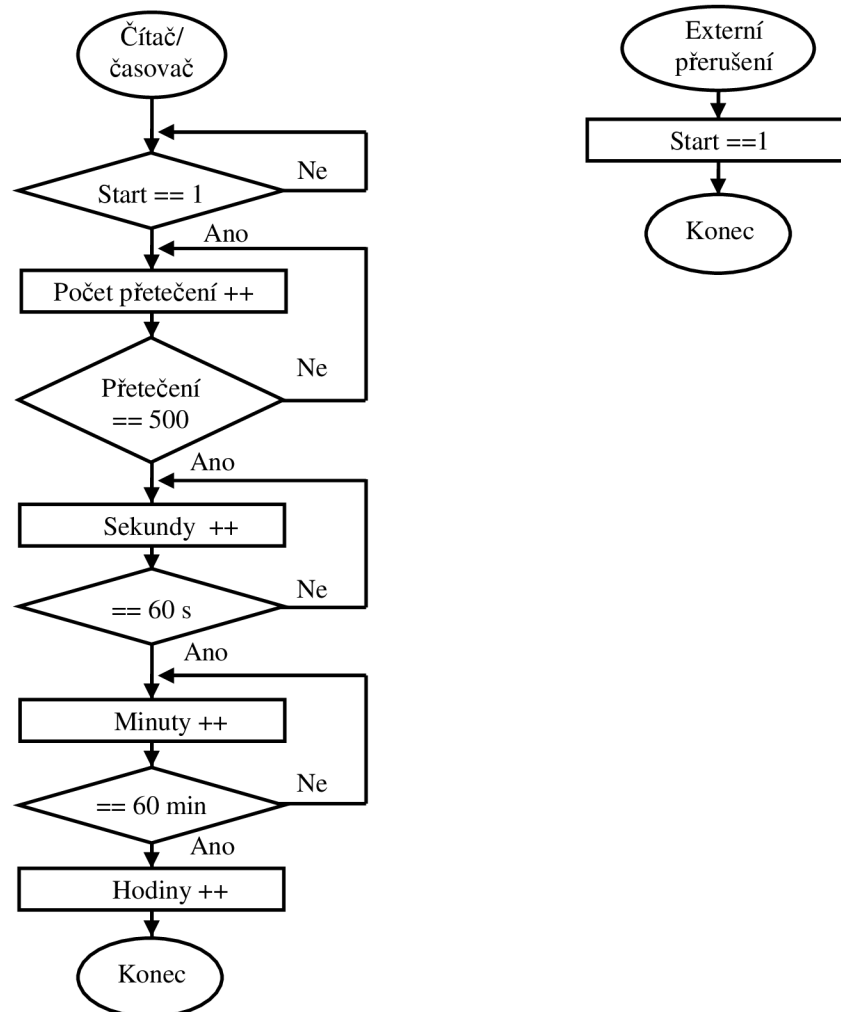 Čítač/
časovač
Ne
Start == 1
Ano
Počet přetečení ++
Ne
Přetečení
== 500
Ano
Sekundy ++
Ne
== 60 s
Ano
Minuty ++
Ne
== 60 min
Ano
Hodiny ++
Konec
Externí
přerušení
Start ==1
Konec